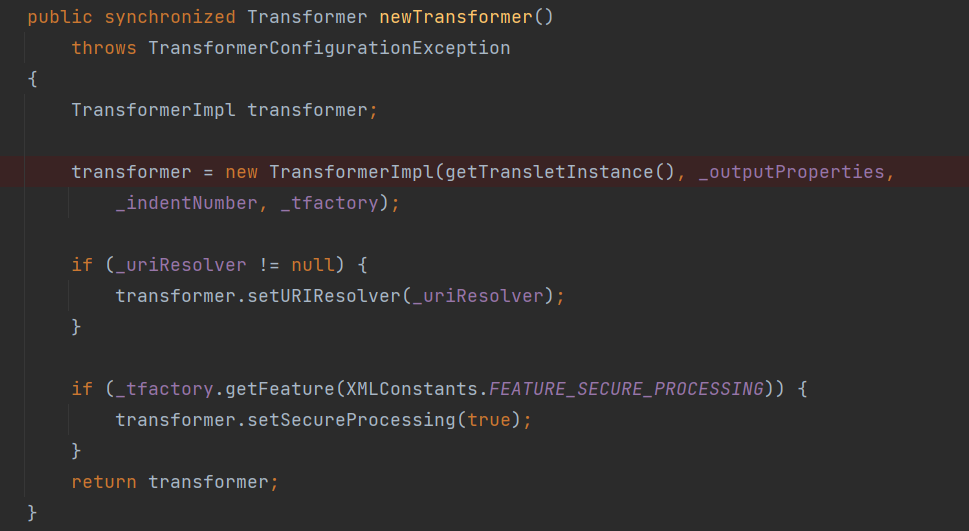 public synchronized Transformer newTransformer()
throws TransformerConfigurationException
{
TransformerImpl transformer;
transformer = new TransformerImpl(getTransletInstance(), _outputProperties,
_indentNumber, _tfactory);
if (_uriResolver != null) {
transformer.setURIResolver(_uriResolver);
}
if (_tfactory.getFeature(XMLConstants.FEATURE_SECURE_PROCESSING)) {
transformer.setSecureProcessing(true);
}
return transformer;
}